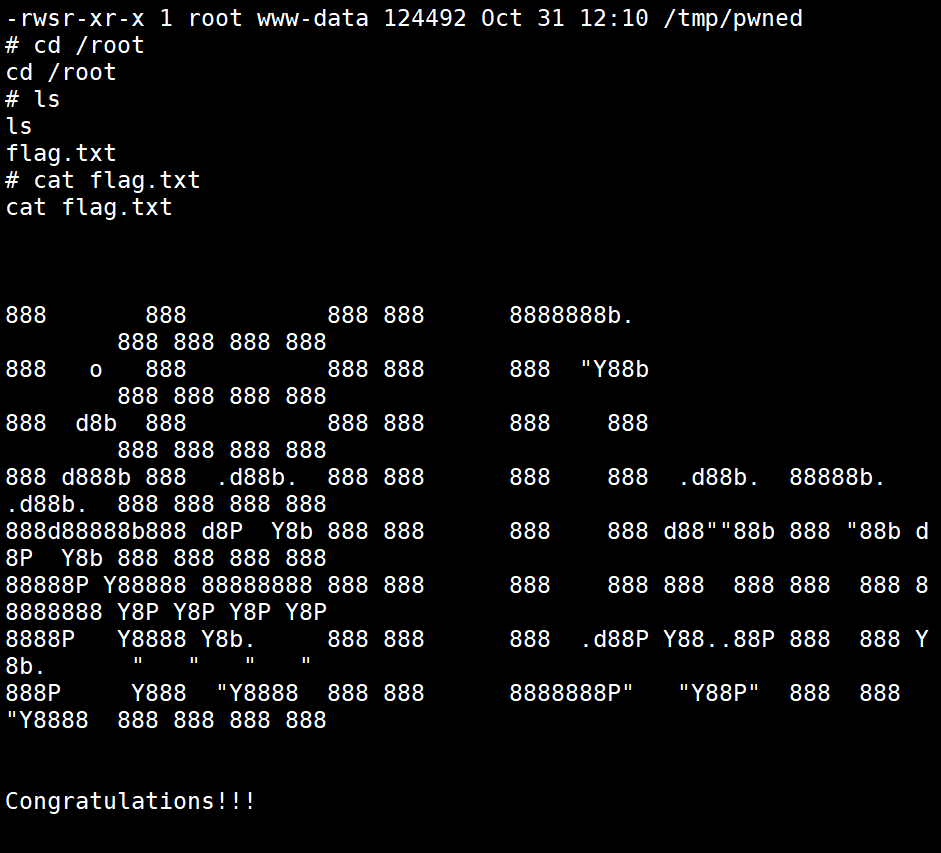 -rwsr-xr-x 1 root www-data 124492 Oct 31 12:10 /tmp/pwned
# cd /root
cd /root
# ls
ls
flag.txt
# cat flag.txt
cat flag.txt
888       888          888 888      8888888b.
        888 888 888 888
888   o   888          888 888      888  "Y88b
        888 888 888 888
888  d8b  888          888 888      888    888
        888 888 888 888
888 d888b 888  .d88b.  888 888      888    888  .d88b.  88888b.
.d88b.  888 888 888 888
888d88888b888 d8P  Y8b 888 888      888    888 d88""88b 888 "88b d
8P  Y8b 888 888 888 888
88888P Y88888 88888888 888 888      888    888 888  888 888  888 8
8888888 Y8P Y8P Y8P Y8P
8888P   Y8888 Y8b.     888 888      888  .d88P Y88..88P 888  888 Y
8b.      "   "   "   "
888P     Y888  "Y8888  888 888      8888888P"   "Y88P"  888  888
"Y8888  888 888 888 888
Congratulations!!!